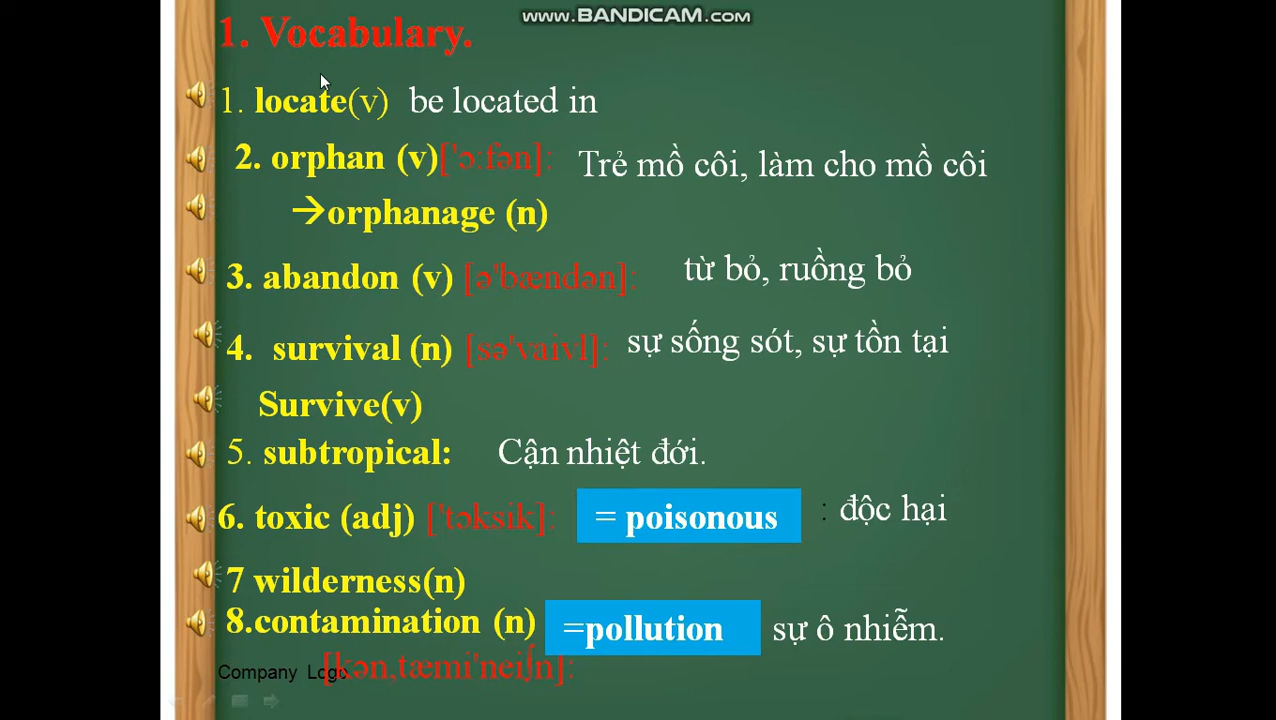 www.BANDICAM.com
1. Vocabulary.
1. locate(v) be located in
2. orphan (v)['ɔ:fən]: Trẻ mồ côi, làm cho mồ côi
→orphanage (n)
3. abandon (v) [ə'bændən]: từ bỏ, ruồng bỏ
4. survival (n) [sə'vaivl]: sự sống sót, sự tồn tại
Survive(v)
5. subtropical: Cận nhiệt đới.
6. toxic (adj) ['tɔksik]: = poisonous : độc hại
7 wilderness(n)
8.contamination (n) =pollution sự ô nhiễm.
[kən,tæmi'nei∫n]:
Company Logo